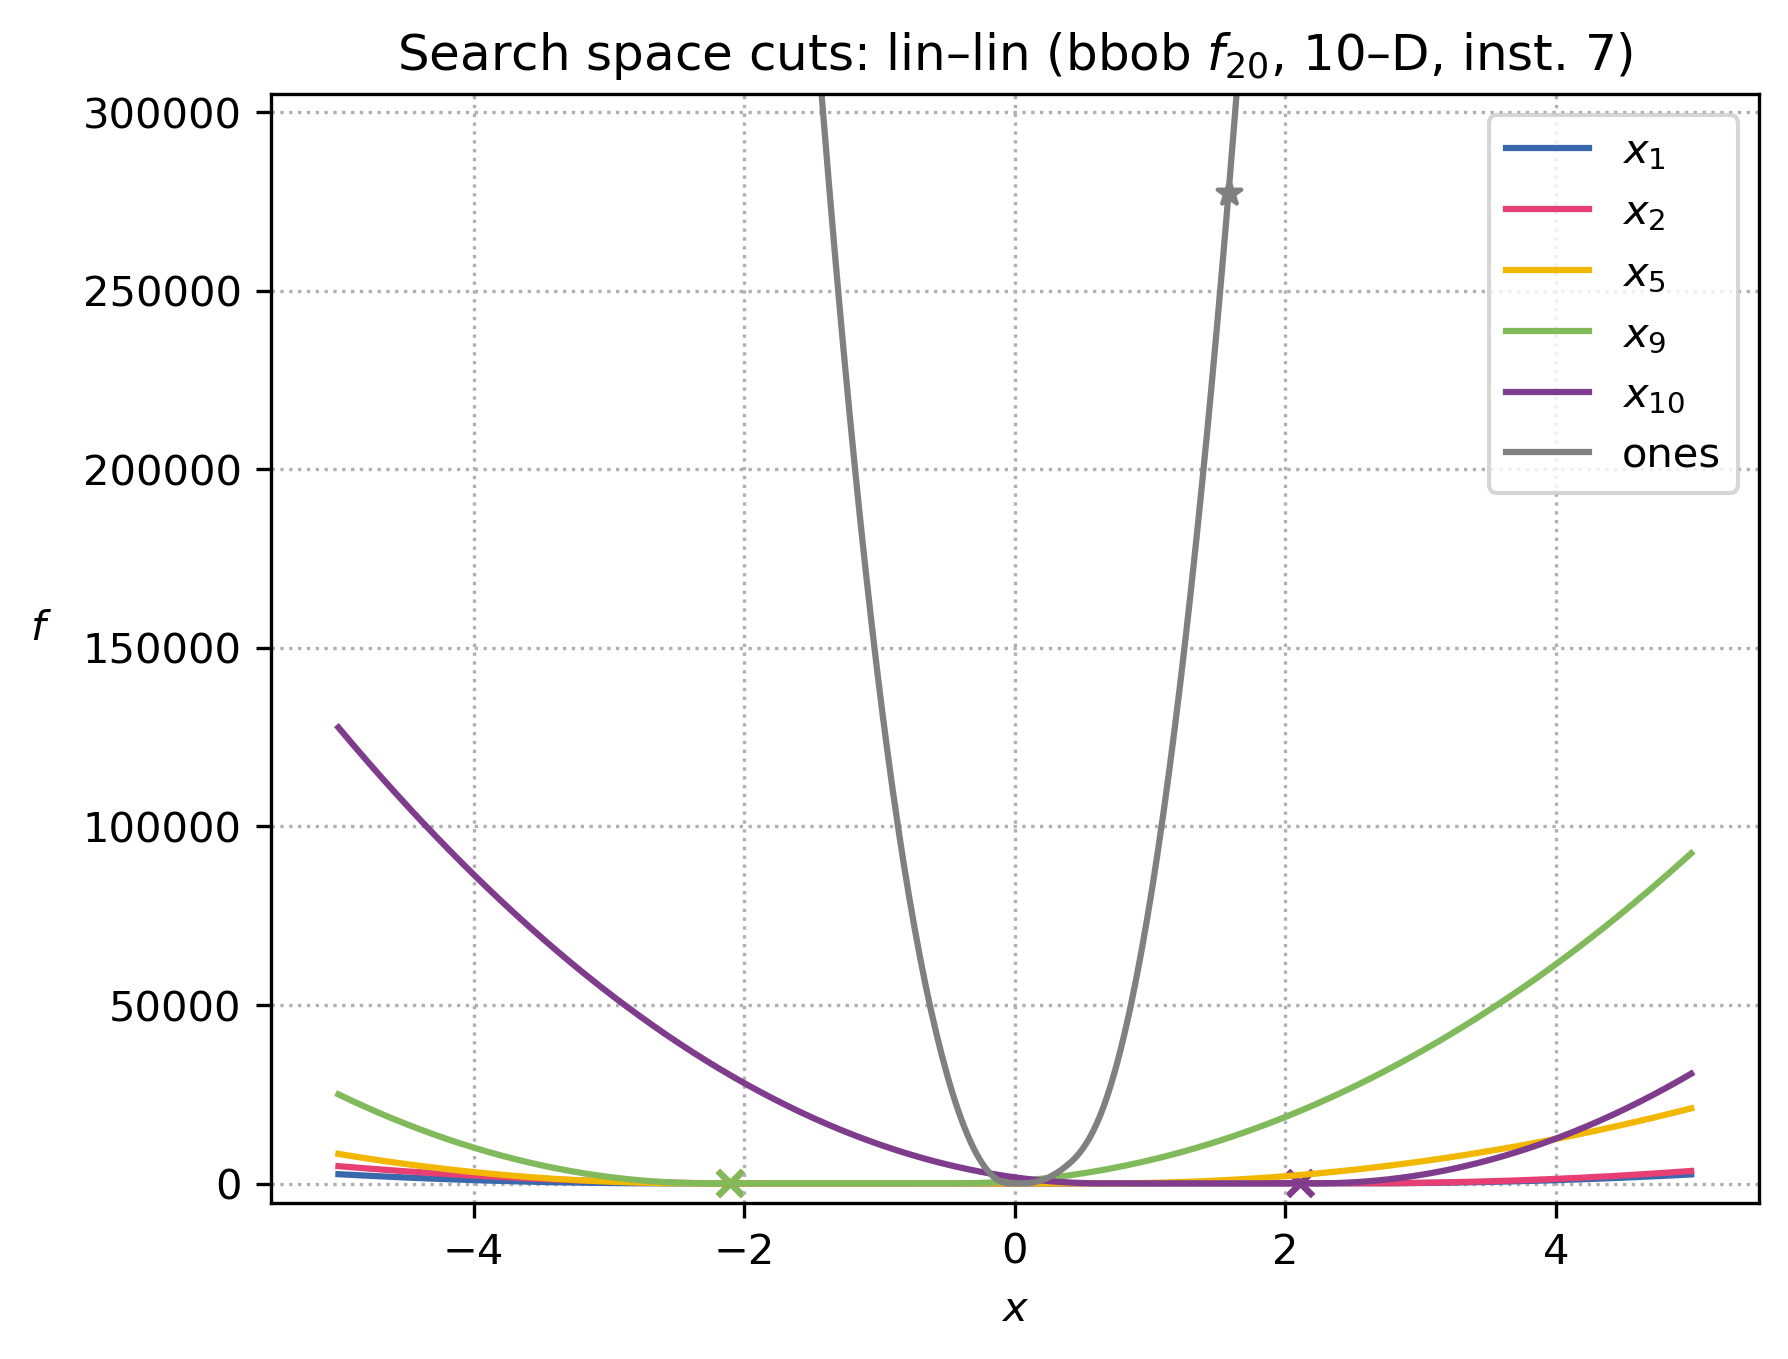 Search space cuts: lin–lin (bbob f₂₀, 10–D, inst. 7)
300000
250000
200000
150000
100000
50000
0
f
−4
−2
0
2
4
x
x₁
x₂
x₅
x₉
x₁₀
ones